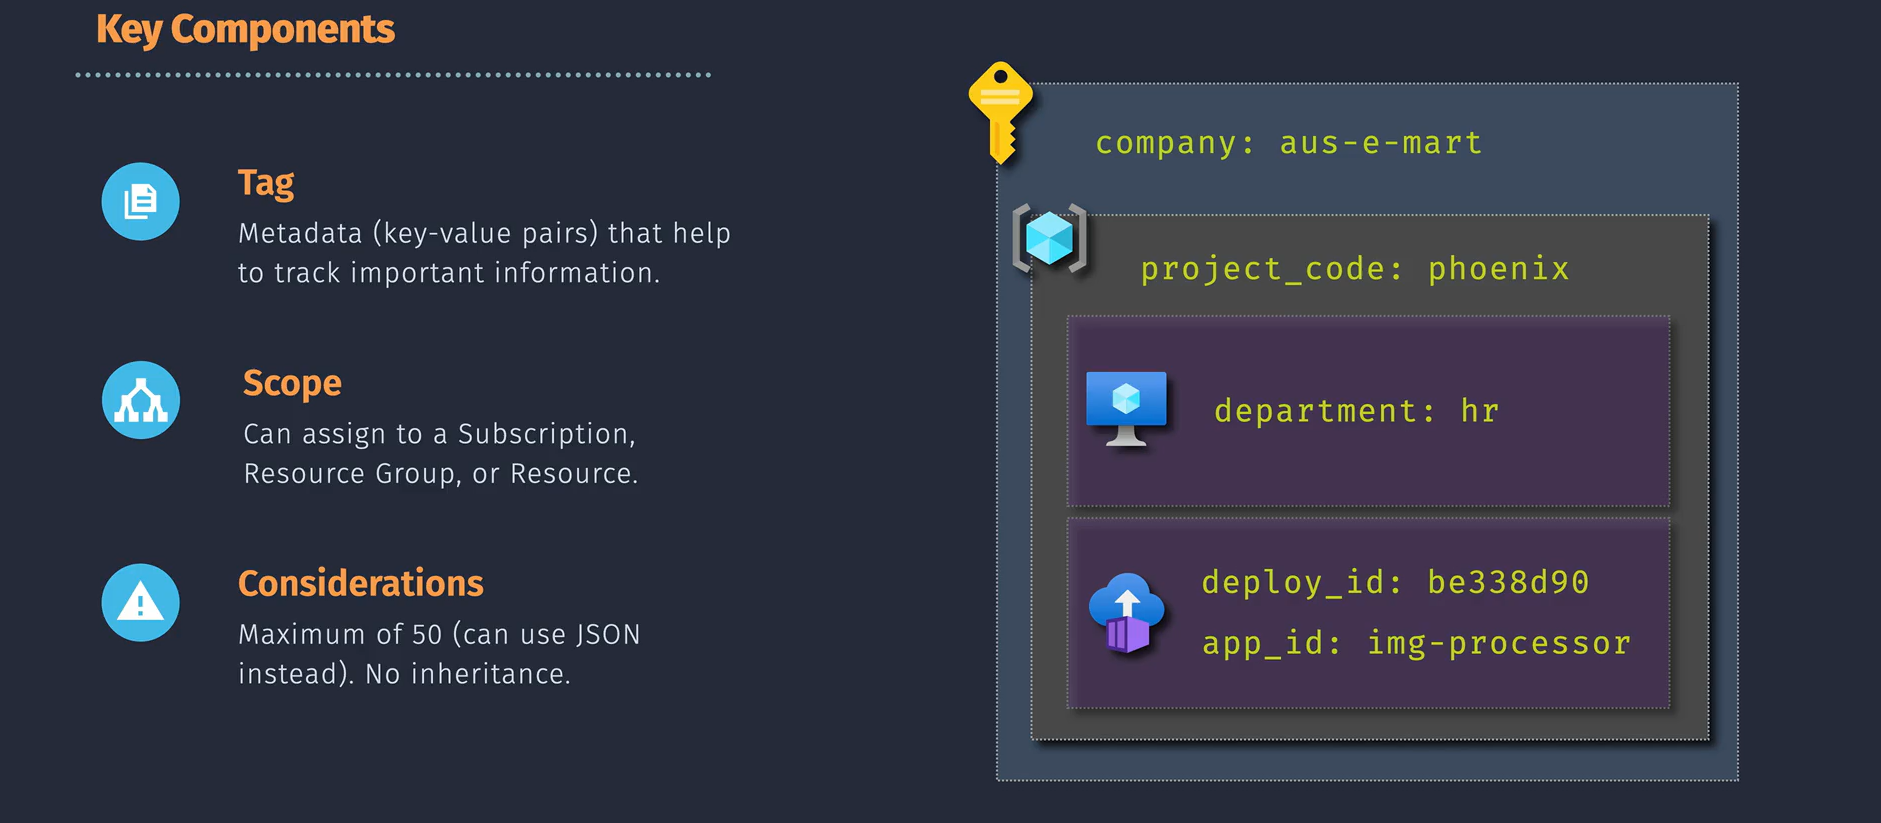 Key Components
Tag
Metadata (key-value pairs) that help
to track important information.
Scope
Can assign to a Subscription,
Resource Group, or Resource.
Considerations
Maximum of 50 (can use JSON
instead). No inheritance.
company: aus-e-mart
project_code: phoenix
department: hr
deploy_id: be338d90
app_id: img-processor